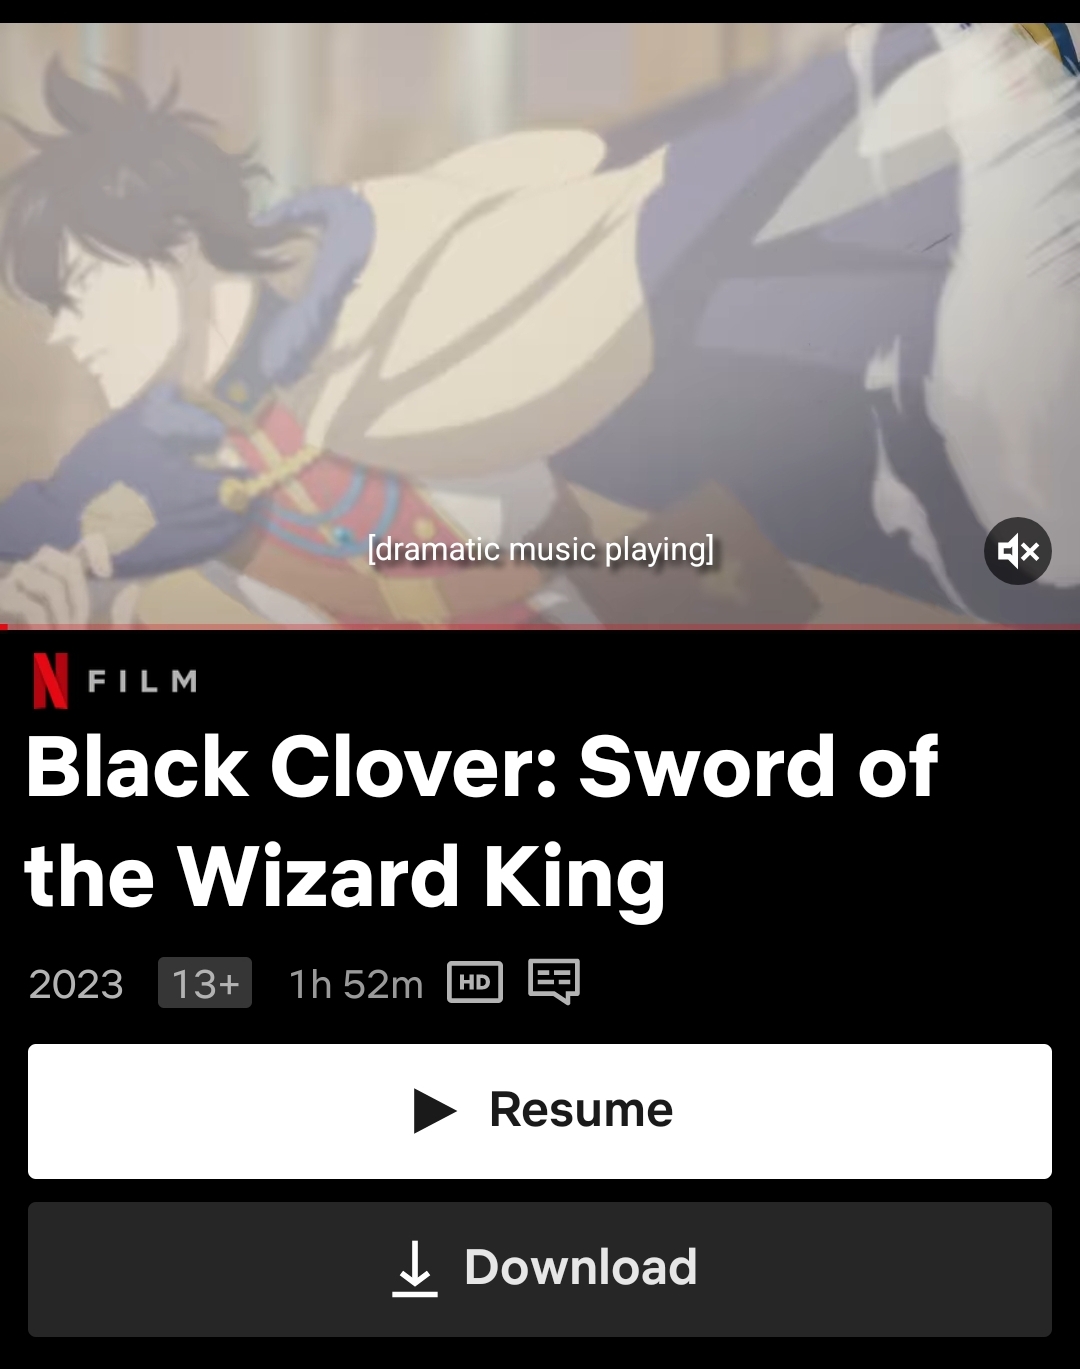 [dramatic music playing]
N FILM
Black Clover: Sword of
the Wizard King
2023 13+ 1h 52m HD
Resume
Download